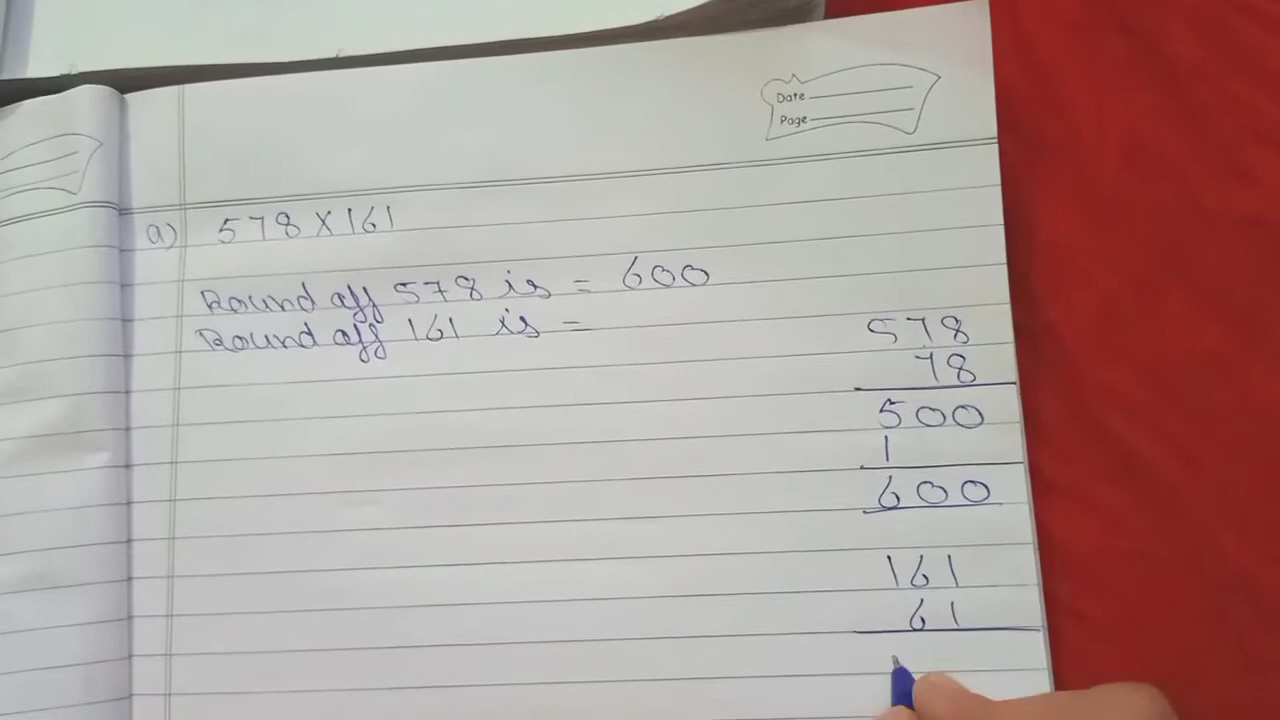 Date
Page
a) 578 X 161
Round off 578 is = 600
Round off 161 is =
578
78
500
1
600
161
61